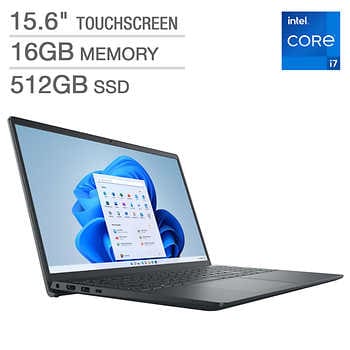 15.6" TOUCHSCREEN
16GB MEMORY
512GB SSD
intel
CORE
i7